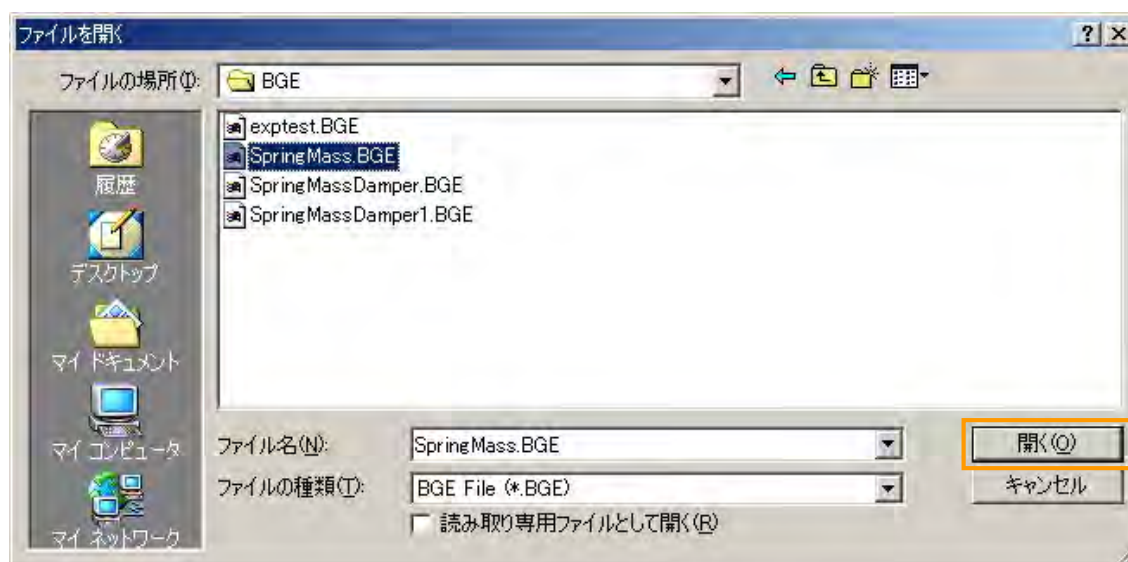 ファイルを開く
ファイルの場所(I):
BGE
exptest.BGE
SpringMass.BGE
SpringMassDamper.BGE
SpringMassDamper1.BGE
履歴
デスクトップ
マイ ドキュメント
マイ コンピュータ
マイ ネットワーク
ファイル名(N):
SpringMass.BGE
開く(O)
ファイルの種類(T):
BGE File (*.BGE)
キャンセル
読み取り専用ファイルとして開く(R)